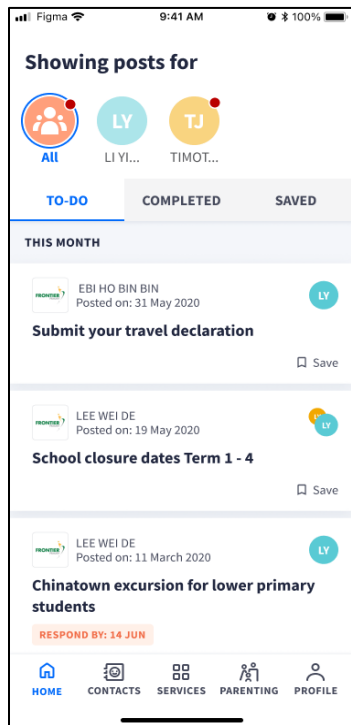 Figma 9:41 AM 100%
Showing posts for
LY TJ
All LI YI... TIMOT...
TO-DO COMPLETED SAVED
THIS MONTH
FRONTIER EBI HO BIN BIN LY
Posted on: 31 May 2020
Submit your travel declaration
Save
FRONTIER LEE WEI DE LY
Posted on: 19 May 2020
School closure dates Term 1 - 4
Save
FRONTIER LEE WEI DE LY
Posted on: 11 March 2020
Chinatown excursion for lower primary
students
RESPOND BY: 14 JUN
HOME CONTACTS SERVICES PARENTING PROFILE